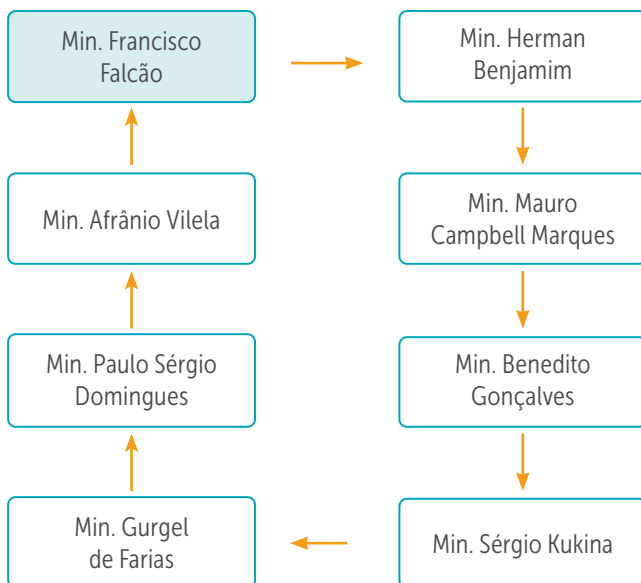 Min. Francisco
Falcão
Min. Herman
Benjamim
Min. Mauro
Campbell Marques
Min. Benedito
Gonçalves
Min. Sérgio Kukina
Min. Gurgel
de Farias
Min. Paulo Sérgio
Domingues
Min. Afrânio Vilela